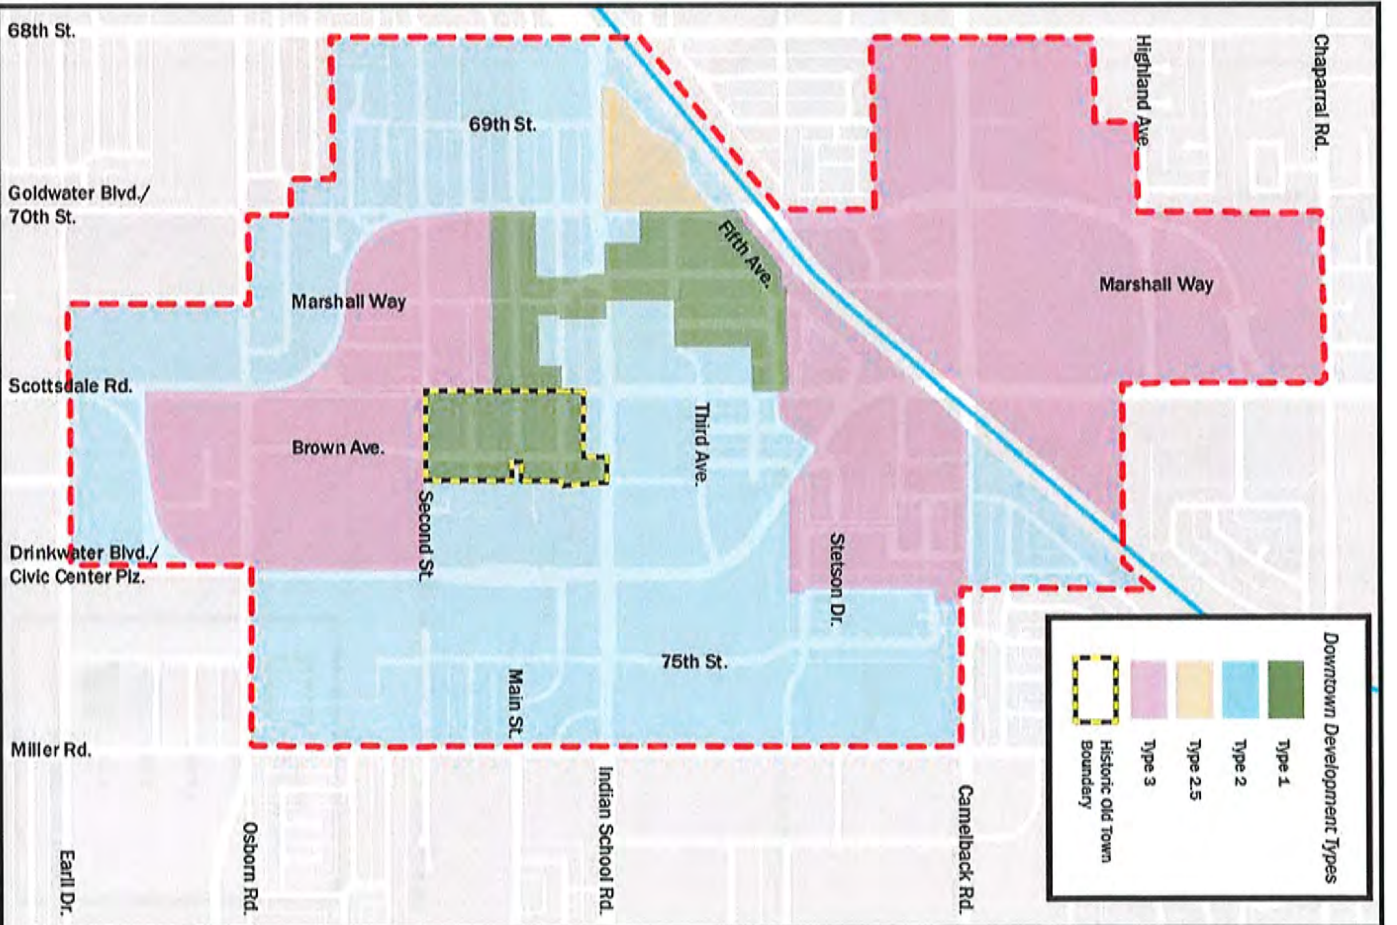 68th St.
Highland Ave.
Chaparral Rd.
69th St.
Goldwater Blvd./
70th St.
Fifth Ave.
Marshall Way
Marshall Way
Scottsdale Rd.
Third Ave.
Brown Ave.
Second St.
Stetson Dr.
Drinkwater Blvd./
Civic Center Plz.
75th St.
Main St.
Miller Rd.
Indian School Rd.
Camelback Rd.
Osborn Rd.
Earll Dr.
Downtown Development Types
Type 1
Type 2
Type 2.5
Type 3
Historic Old Town
Boundary